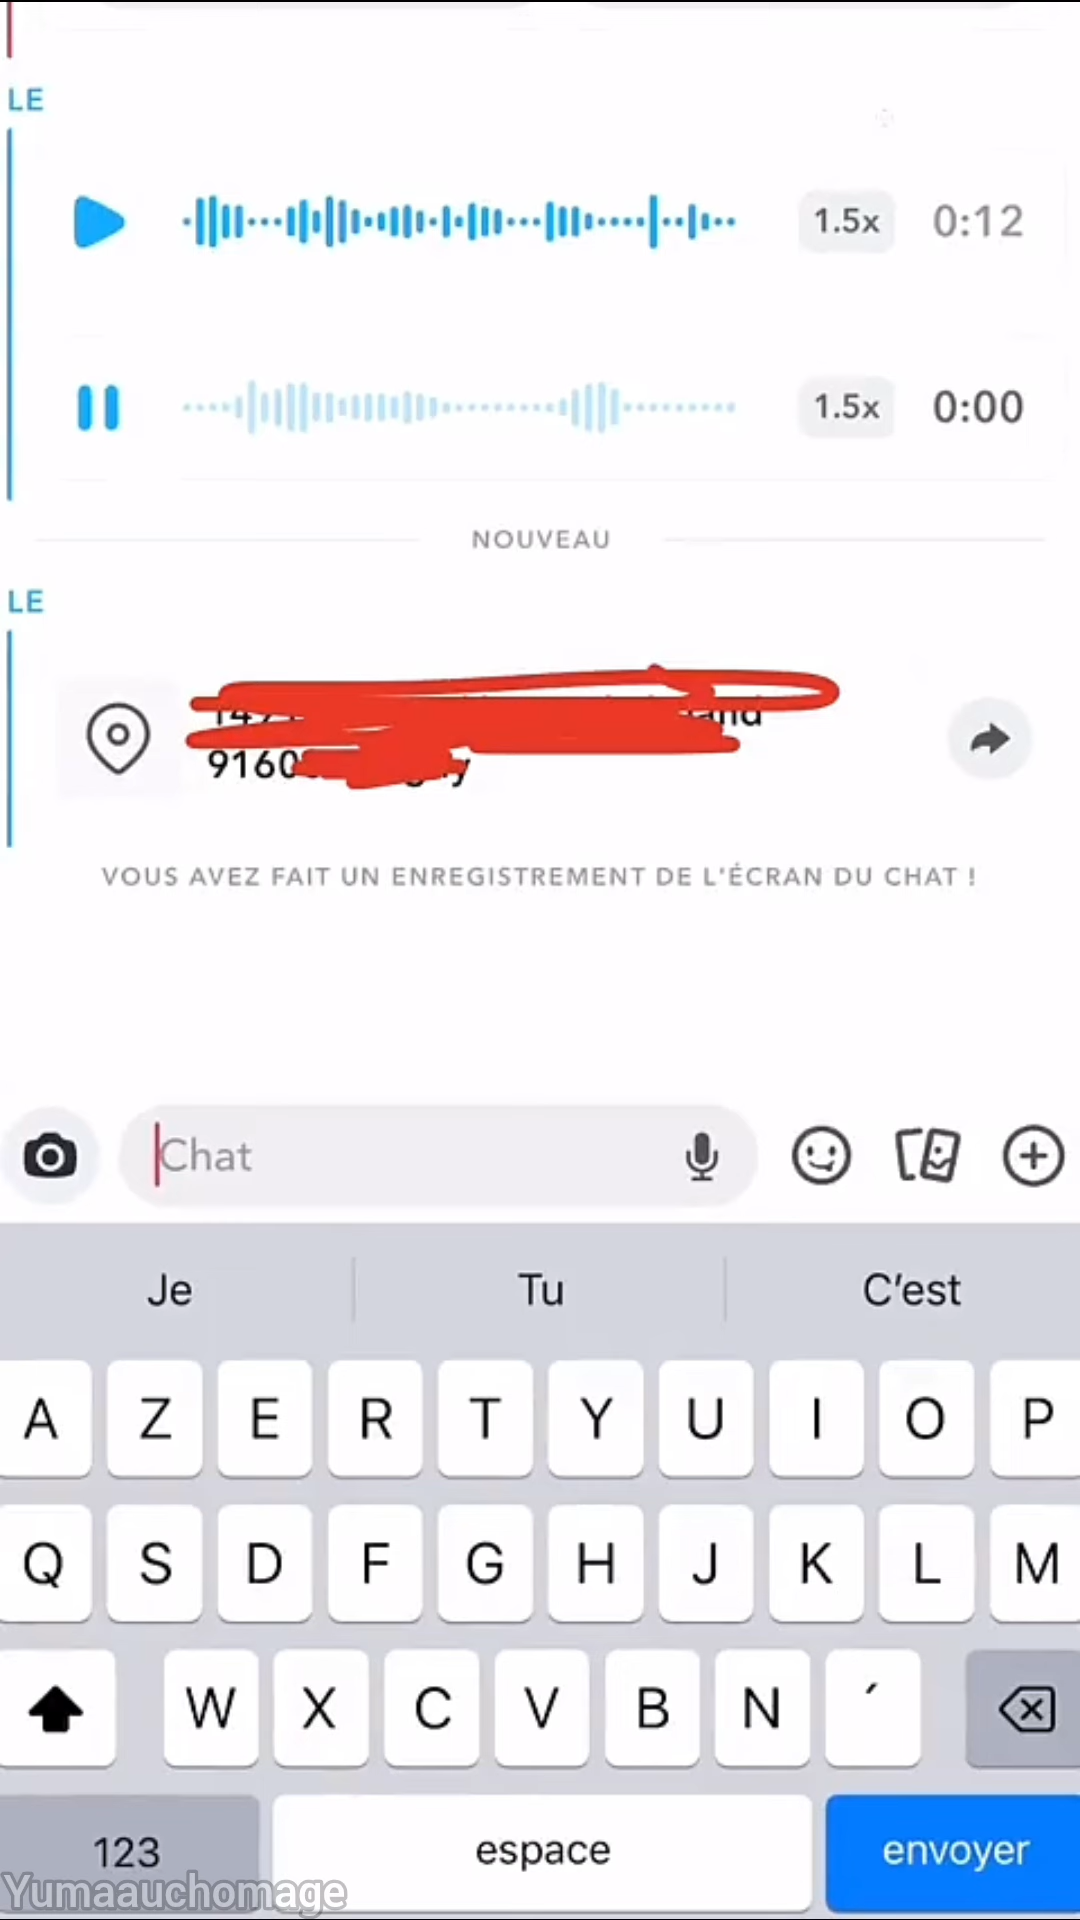 LE
1.5x 0:12
1.5x 0:00
NOUVEAU
LE
VOUS AVEZ FAIT UN ENREGISTREMENT DE L'ÉCRAN DU CHAT !
Chat
Je Tu C'est
A Z E R T Y U I O P
Q S D F G H J K L M
W X C V B N ´
123 espace envoyer
Yumaauchomage